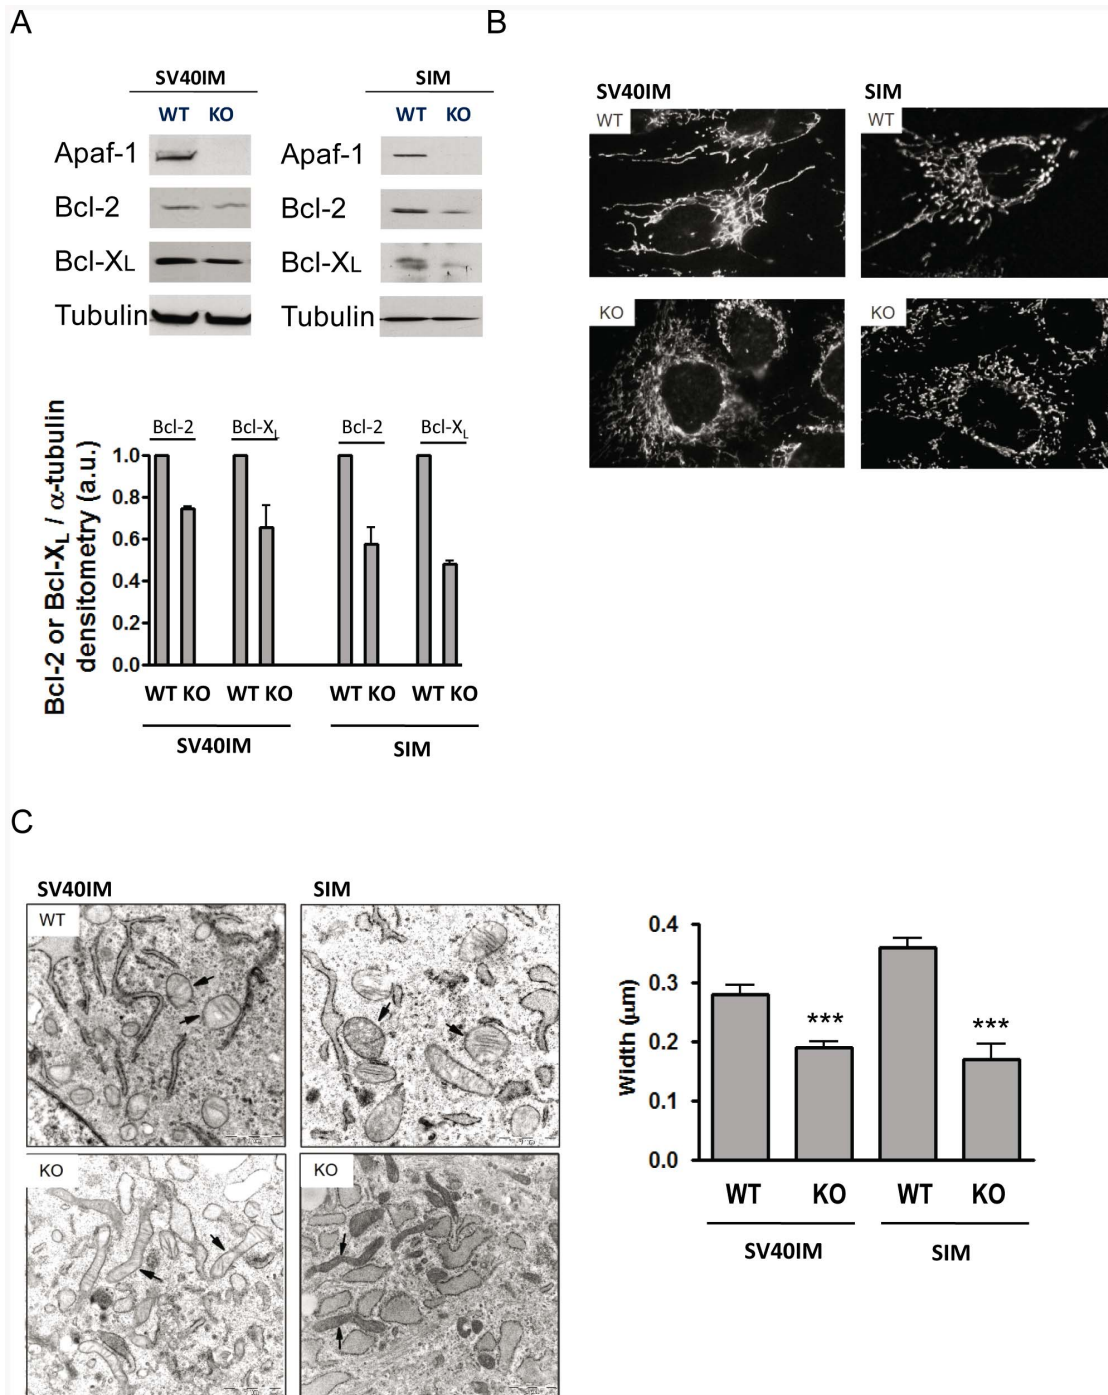 A
SV40IM
WT KO
Apaf-1
Bcl-2
Bcl-XL
Tubulin
SIM
WT KO
Apaf-1
Bcl-2
Bcl-XL
Tubulin
Bcl-2 or Bcl-XL / α-tubulin
densitometry (a.u.)
Bcl-2 Bcl-XL Bcl-2 Bcl-XL
1.0
0.8
0.6
0.4
0.2
0.0
WT KO WT KO WT KO WT KO
SV40IM SIM
B
SV40IM SIM
WT WT
KO KO
C
SV40IM SIM
WT
KO KO
Width (μm)
0.4
0.3
0.2
0.1
0.0
*** ***
WT KO WT KO
SV40IM SIM